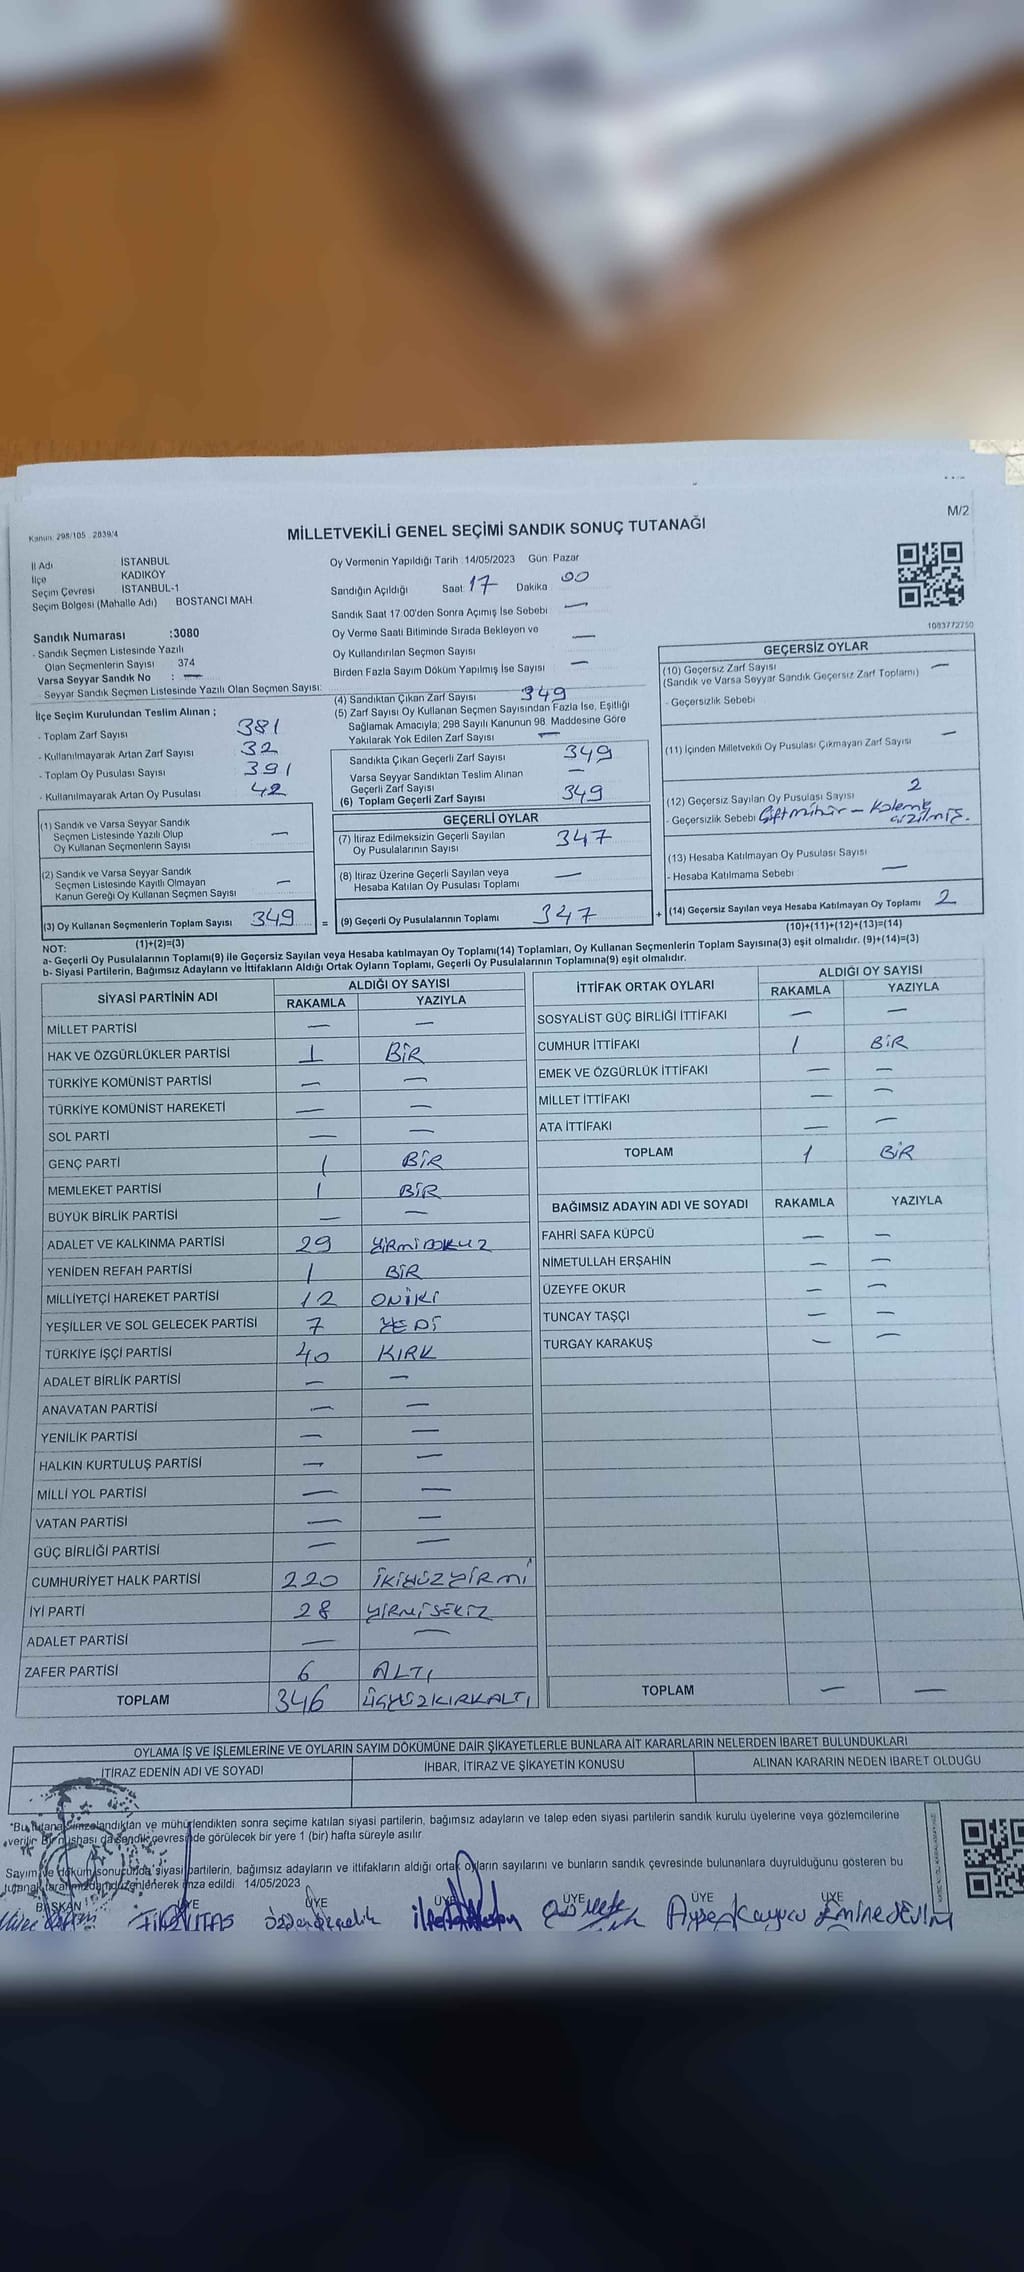 M/2
Kanun: 298/105 2839/4
MİLLETVEKİLİ GENEL SEÇİMİ SANDIK SONUÇ TUTANAĞI
İl Adı İSTANBUL
İlçe KADIKÖY
Seçim Çevresi İSTANBUL-1
Seçim Bölgesi (Mahalle Adı) BOSTANCI MAH.
Oy Vermenin Yapıldığı Tarih :14/05/2023 Gün: Pazar
Sandığın Açıldığı Saat 17 Dakika 00
Sandık Saat 17:00'den Sonra Açılmış İse Sebebi —
Oy Verme Saati Bitiminde Sırada Bekleyen ve
Oy Kullandırılan Seçmen Sayısı —
Birden Fazla Sayım Döküm Yapılmış İse Sayısı —
1083772750
Sandık Numarası :3080
- Sandık Seçmen Listesinde Yazılı
Olan Seçmenlerin Sayısı 374
Varsa Seyyar Sandık No : —
- Seyyar Sandık Seçmen Listesinde Yazılı Olan Seçmen Sayısı:
İlçe Seçim Kurulundan Teslim Alınan ;
- Toplam Zarf Sayısı 381
- Kullanılmayarak Artan Zarf Sayısı 32
- Toplam Oy Pusulası Sayısı 391
- Kullanılmayarak Artan Oy Pusulası 42
(1) Sandık ve Varsa Seyyar Sandık
Seçmen Listesinde Yazılı Olup
Oy Kullanan Seçmenlerin Sayısı —
(2) Sandık ve Varsa Seyyar Sandık
Seçmen Listesinde Kayıtlı Olmayan
Kanun Gereği Oy Kullanan Seçmen Sayısı —
(3) Oy Kullanan Seçmenlerin Toplam Sayısı 349 =
(1)+(2)=(3)
(4) Sandıktan Çıkan Zarf Sayısı 349
(5) Zarf Sayısı Oy Kullanan Seçmen Sayısından Fazla İse, Eşitliği
Sağlamak Amacıyla; 298 Sayılı Kanunun 98. Maddesine Göre
Yakılarak Yok Edilen Zarf Sayısı —
Sandıkta Çıkan Geçerli Zarf Sayısı 349
Varsa Seyyar Sandıktan Teslim Alınan
Geçerli Zarf Sayısı —
(6) Toplam Geçerli Zarf Sayısı 349
GEÇERLİ OYLAR
(7) İtiraz Edilmeksizin Geçerli Sayılan
Oy Pusulalarının Sayısı 347
(8) İtiraz Üzerine Geçerli Sayılan veya
Hesaba Katılan Oy Pusulası Toplamı —
(9) Geçerli Oy Pusulalarının Toplamı 347 +
GEÇERSİZ OYLAR
(10) Geçersiz Zarf Sayısı —
(Sandık ve Varsa Seyyar Sandık Geçersiz Zarf Toplamı)
- Geçersizlik Sebebi
(11) İçinden Milletvekili Oy Pusulası Çıkmayan Zarf Sayısı —
(12) Geçersiz Sayılan Oy Pusulası Sayısı 2
- Geçersizlik Sebebi Çift mühür – Kalemle çizilmiş.
(13) Hesaba Katılmayan Oy Pusulası Sayısı
- Hesaba Katılmama Sebebi —
(14) Geçersiz Sayılan veya Hesaba Katılmayan Oy Toplamı 2
(10)+(11)+(12)+(13)=(14)
NOT:
a- Geçerli Oy Pusulalarının Toplamı(9) ile Geçersiz Sayılan veya Hesaba katılmayan Oy Toplamı(14) Toplamları, Oy Kullanan Seçmenlerin Toplam Sayısına(3) eşit olmalıdır. (9)+(14)=(3)
b- Siyasi Partilerin, Bağımsız Adayların ve İttifakların Aldığı Ortak Oyların Toplamı, Geçerli Oy Pusulalarının Toplamına(9) eşit olmalıdır.
SİYASİ PARTİNİN ADI ALDIĞI OY SAYISI
RAKAMLA YAZIYLA
MİLLET PARTİSİ — —
HAK VE ÖZGÜRLÜKLER PARTİSİ 1 BİR
TÜRKİYE KOMÜNİST PARTİSİ — —
TÜRKİYE KOMÜNİST HAREKETİ — —
SOL PARTİ — —
GENÇ PARTİ 1 BİR
MEMLEKET PARTİSİ 1 BİR
BÜYÜK BİRLİK PARTİSİ — —
ADALET VE KALKINMA PARTİSİ 29 YİRMİDOKUZ
YENİDEN REFAH PARTİSİ 1 BİR
MİLLİYETÇİ HAREKET PARTİSİ 12 ONİKİ
YEŞİLLER VE SOL GELECEK PARTİSİ 7 YEDİ
TÜRKİYE İŞÇİ PARTİSİ 40 KIRK
ADALET BİRLİK PARTİSİ — —
ANAVATAN PARTİSİ — —
YENİLİK PARTİSİ — —
HALKIN KURTULUŞ PARTİSİ — —
MİLLİ YOL PARTİSİ — —
VATAN PARTİSİ — —
GÜÇ BİRLİĞİ PARTİSİ — —
CUMHURİYET HALK PARTİSİ 220 İKİYÜZYİRMİ
İYİ PARTİ 28 YİRMİSEKİZ
ADALET PARTİSİ — —
ZAFER PARTİSİ 6 ALTI
TOPLAM 346 ÜÇYÜZKIRKALTI
İTTİFAK ORTAK OYLARI ALDIĞI OY SAYISI
RAKAMLA YAZIYLA
SOSYALİST GÜÇ BİRLİĞİ İTTİFAKI — —
CUMHUR İTTİFAKI 1 BİR
EMEK VE ÖZGÜRLÜK İTTİFAKI — —
MİLLET İTTİFAKI — —
ATA İTTİFAKI — —
TOPLAM 1 BİR
BAĞIMSIZ ADAYIN ADI VE SOYADI RAKAMLA YAZIYLA
FAHRİ SAFA KÜPCÜ — —
NİMETULLAH ERŞAHİN — —
ÜZEYFE OKUR — —
TUNCAY TAŞÇI — —
TURGAY KARAKUŞ — —
TOPLAM — —
OYLAMA İŞ VE İŞLEMLERİNE VE OYLARIN SAYIM DÖKÜMÜNE DAİR ŞİKAYETLERLE BUNLARA AİT KARARLARIN NELERDEN İBARET BULUNDUKLARI
İTİRAZ EDENİN ADI VE SOYADI İHBAR, İTİRAZ VE ŞİKAYETİN KONUSU ALINAN KARARIN NEDEN İBARET OLDUĞU
*Bu tutanak imzalandıktan ve mühürlendikten sonra seçime katılan siyasi partilerin, bağımsız adayların ve talep eden siyasi partilerin sandık kurulu üyelerine veya gözlemcilerine
verilir. Bir nüshası da sandık çevresinde görülecek bir yere 1 (bir) hafta süreyle asılır
Sayım ve döküm sonucunda siyasi partilerin, bağımsız adayların ve ittifakların aldığı ortak oyların sayılarını ve bunların sandık çevresinde bulunanlara duyrulduğunu gösteren bu
tutanak tarafımızdan düzenlenerek imza edildi 14/05/2023
BAŞKAN ÜYE ÜYE ÜYE ÜYE ÜYE ÜYE
Ayşe Kayucu Emine SEVİM